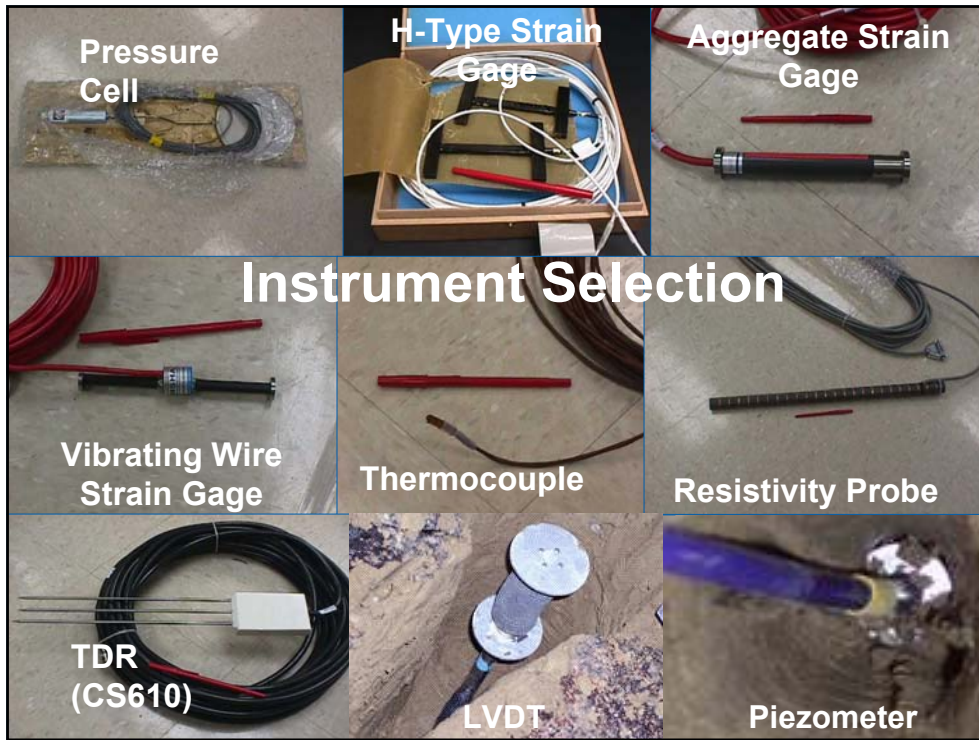 Pressure
Cell
H-Type Strain
Gage
Aggregate Strain
Gage
Instrument Selection
Vibrating Wire
Strain Gage
Thermocouple
Resistivity Probe
TDR
(CS610)
LVDT
Piezometer